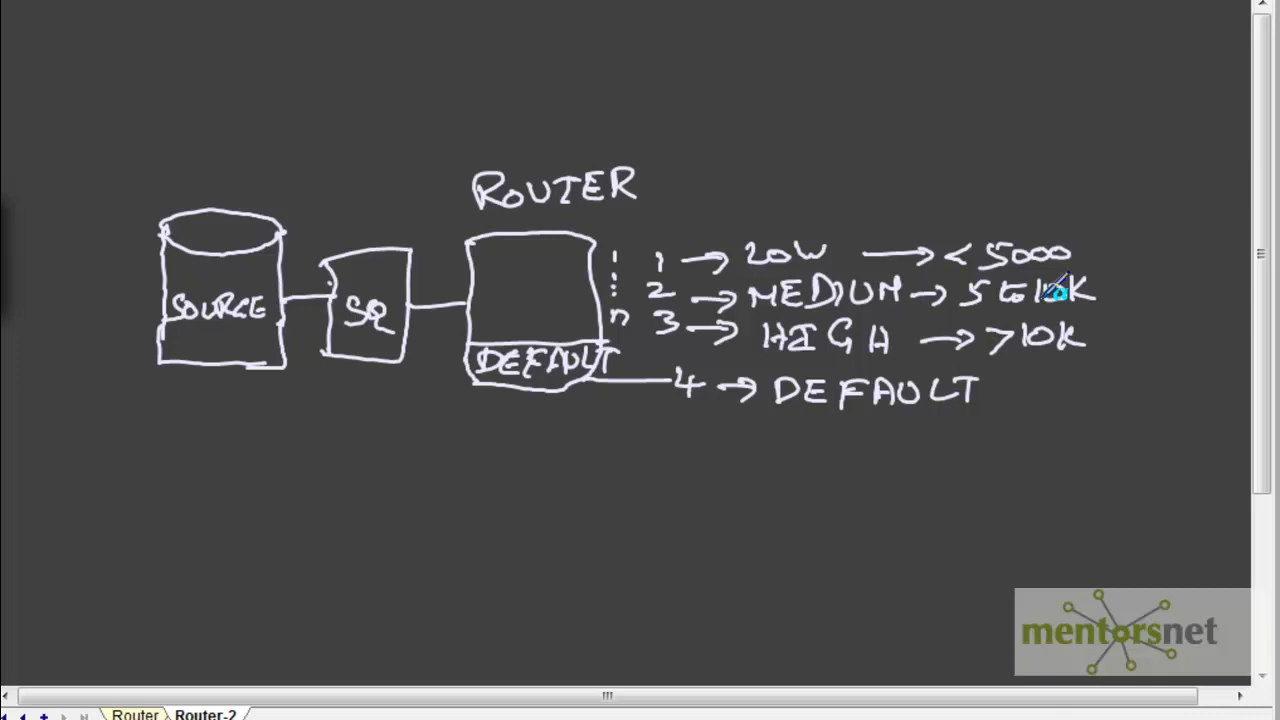 ROUTER
1 → LOW → < 5000
SOURCE SQ 2 → MEDIUM → 5 to 10K
n 3 → HIGH → >10K
DEFAULT 4 → DEFAULT
mentorsnet
Router Router-2